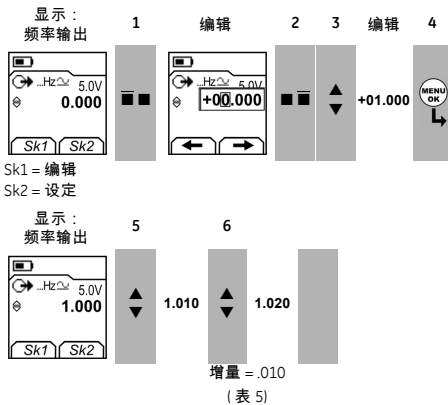 显示：
频率输出
1
编辑
2
3
编辑
4
...Hz 5.0V
0.000
Sk1 Sk2
...Hz 5.0V
+00.000
+01.000
MENU
OK
Sk1 = 编辑
Sk2 = 设定
显示：
频率输出
5
6
...Hz 5.0V
1.000
Sk1 Sk2
1.010
1.020
增量 = .010
(表 5)